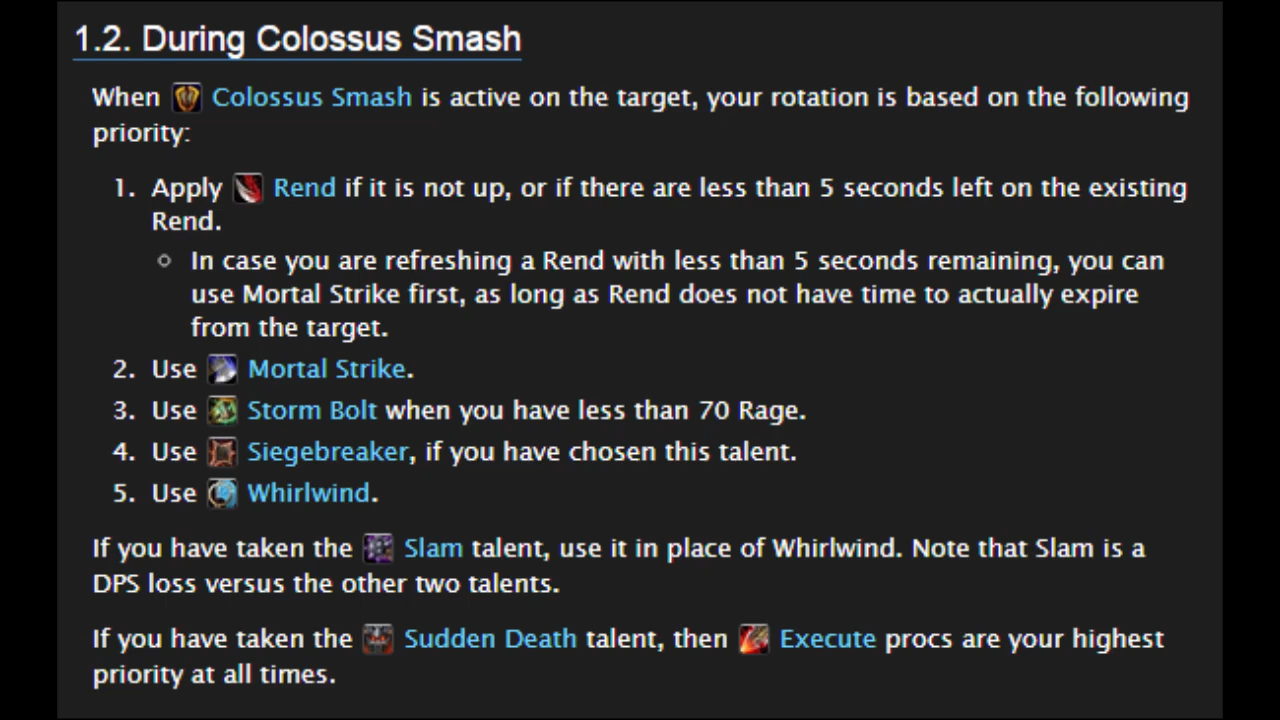 1.2. During Colossus Smash
When Colossus Smash is active on the target, your rotation is based on the following
priority:
1. Apply Rend if it is not up, or if there are less than 5 seconds left on the existing
Rend.
In case you are refreshing a Rend with less than 5 seconds remaining, you can
use Mortal Strike first, as long as Rend does not have time to actually expire
from the target.
2. Use Mortal Strike.
3. Use Storm Bolt when you have less than 70 Rage.
4. Use Siegebreaker, if you have chosen this talent.
5. Use Whirlwind.
If you have taken the Slam talent, use it in place of Whirlwind. Note that Slam is a
DPS loss versus the other two talents.
If you have taken the Sudden Death talent, then Execute procs are your highest
priority at all times.